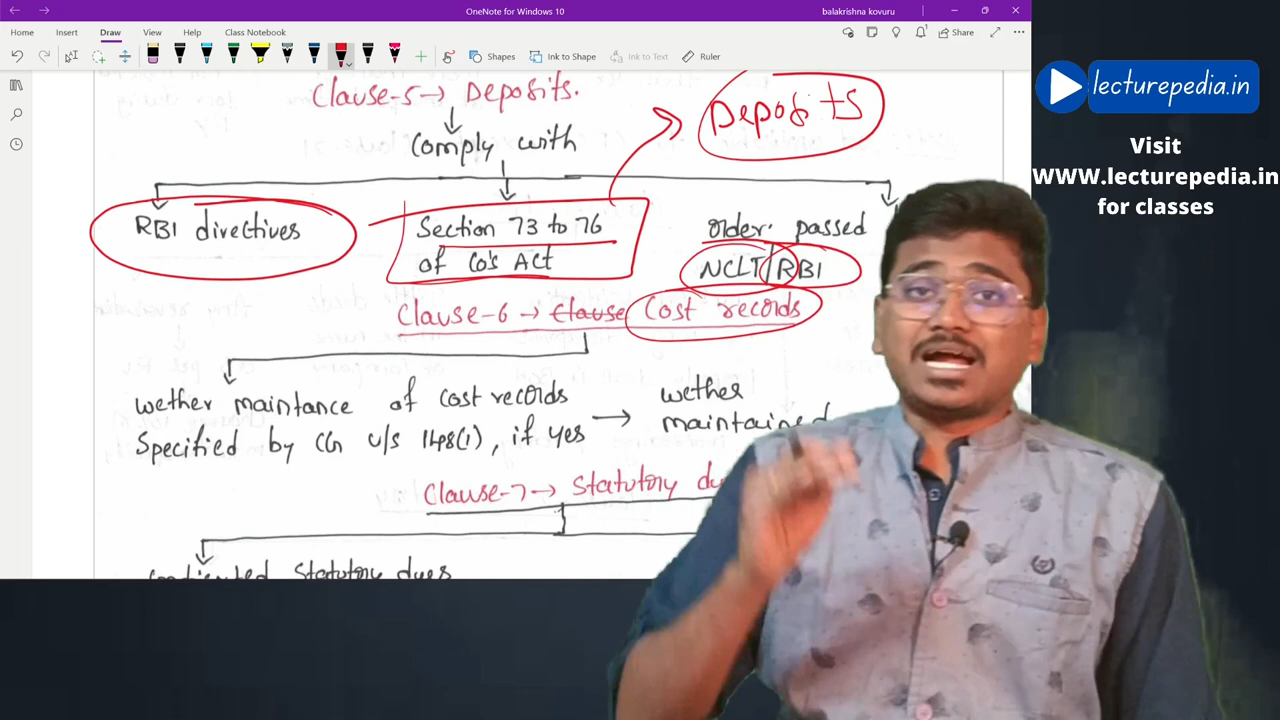 OneNote for Windows 10
balakrishna kovuru
Home Insert Draw View Help Class Notebook
Share
Shapes Ink to Shape Ink to Text Ruler
lecturepedia.in
Visit
WWW.lecturepedia.in
for classes
Clause-5→ Deposits.
Deposits
Comply with
RBI directives
Section 73 to 76
of Co's Act
order passed
NCLT/RBI
Clause-6 → Clause Cost records
wether maintance of cost records
Specified by CG u/s 148(1), if yes → wether
maintained
Clause-7→ Statutory du
Statutory dues